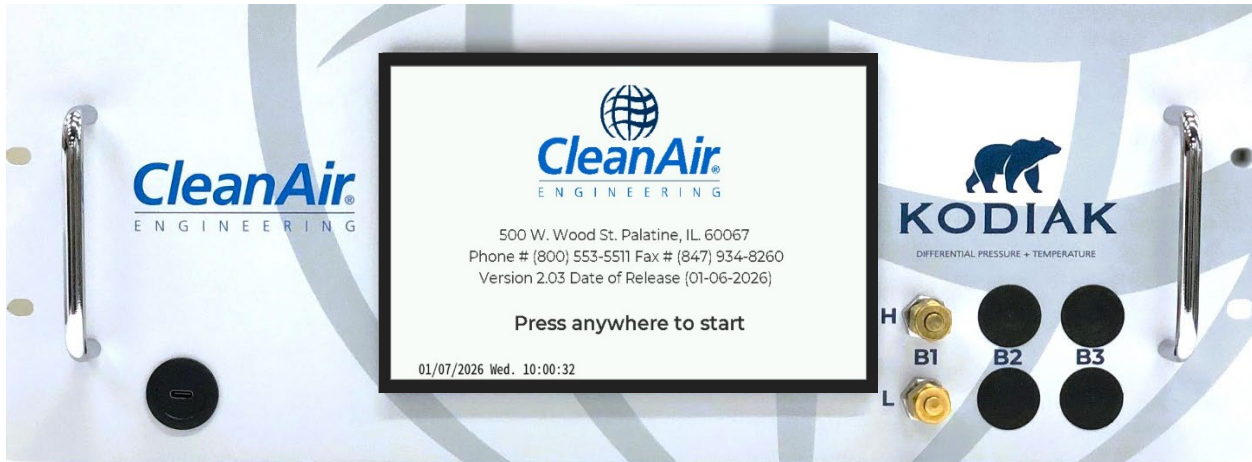 CleanAir®
ENGINEERING
CleanAir®
ENGINEERING
500 W. Wood St. Palatine, IL. 60067
Phone # (800) 553-5511 Fax # (847) 934-8260
Version 2.03 Date of Release (01-06-2026)
Press anywhere to start
01/07/2026 Wed. 10:00:32
KODIAK
DIFFERENTIAL PRESSURE + TEMPERATURE
H
B1 B2 B3
L